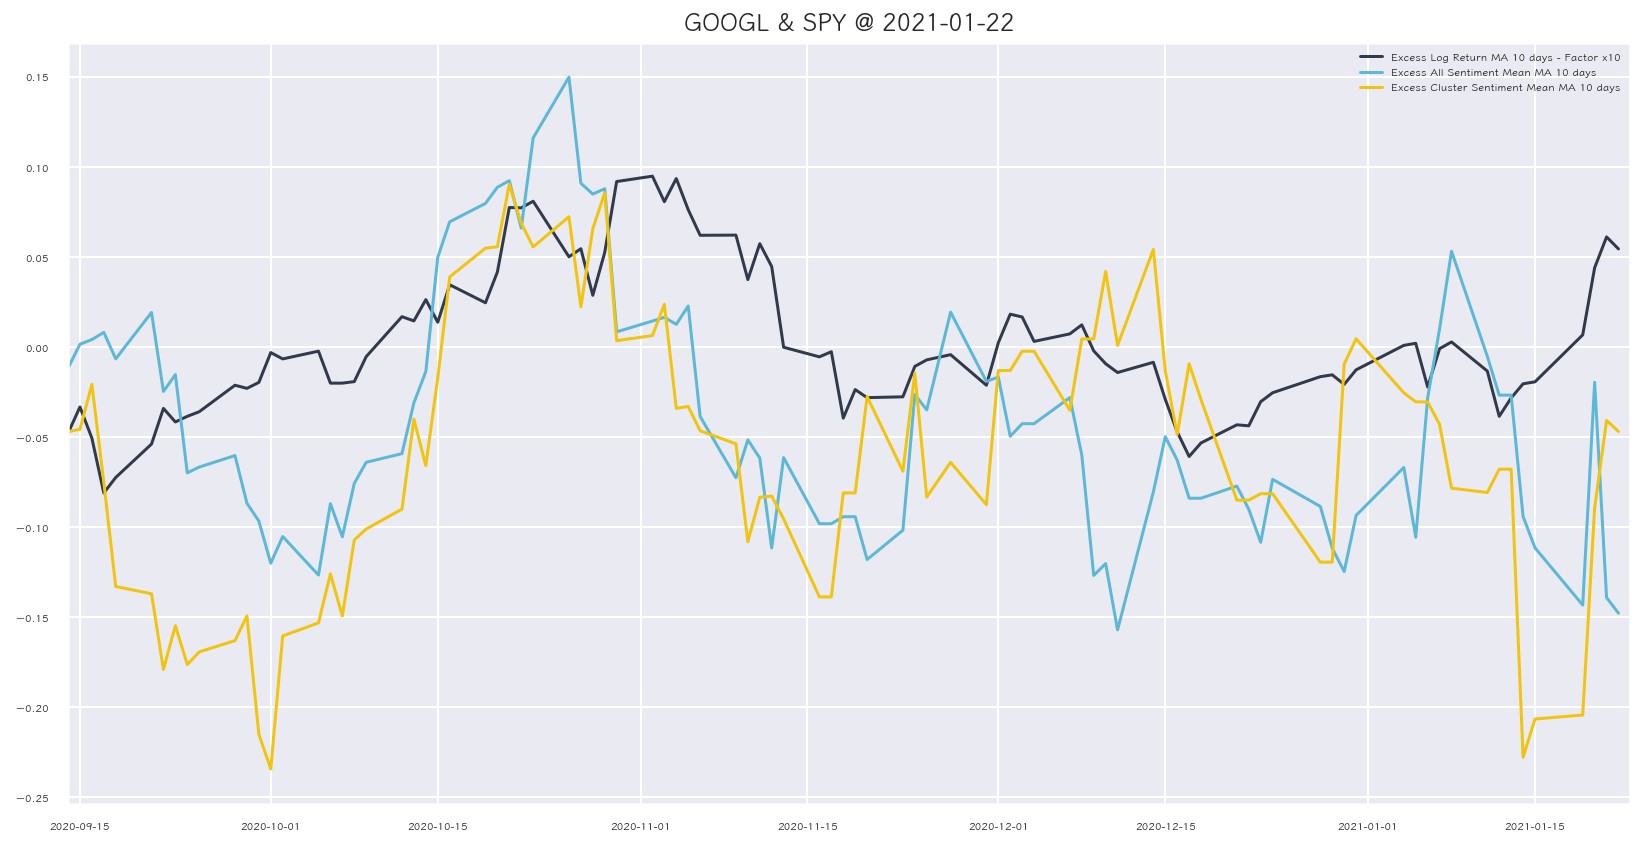 GOOGL & SPY @ 2021-01-22
Excess Log Return MA 10 days - Factor x10
Excess All Sentiment Mean MA 10 days
Excess Cluster Sentiment Mean MA 10 days
0.15
0.10
0.05
0.00
−0.05
−0.10
−0.15
−0.20
−0.25
2020-09-15 2020-10-01 2020-10-15 2020-11-01 2020-11-15 2020-12-01 2020-12-15 2021-01-01 2021-01-15